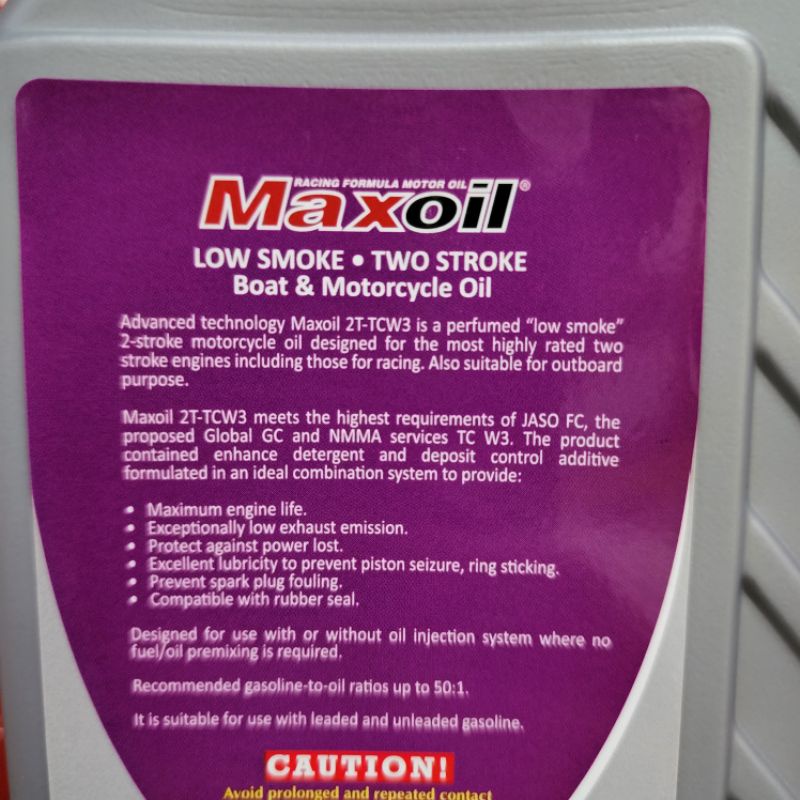 RACING FORMULA MOTOR OIL
Maxoil®
LOW SMOKE • TWO STROKE
Boat & Motorcycle Oil
Advanced technology Maxoil 2T-TCW3 is a perfumed “low smoke”
2-stroke motorcycle oil designed for the most highly rated two
stroke engines including those for racing. Also suitable for outboard
purpose.
Maxoil 2T-TCW3 meets the highest requirements of JASO FC, the
proposed Global GC and NMMA services TC W3. The product
contained enhance detergent and deposit control additive
formulated in an ideal combination system to provide:
• Maximum engine life.
• Exceptionally low exhaust emission.
• Protect against power lost.
• Excellent lubricity to prevent piston seizure, ring sticking.
• Prevent spark plug fouling.
• Compatible with rubber seal.
Designed for use with or without oil injection system where no
fuel/oil premixing is required.
Recommended gasoline-to-oil ratios up to 50:1.
It is suitable for use with leaded and unleaded gasoline.
CAUTION!
Avoid prolonged and repeated contact